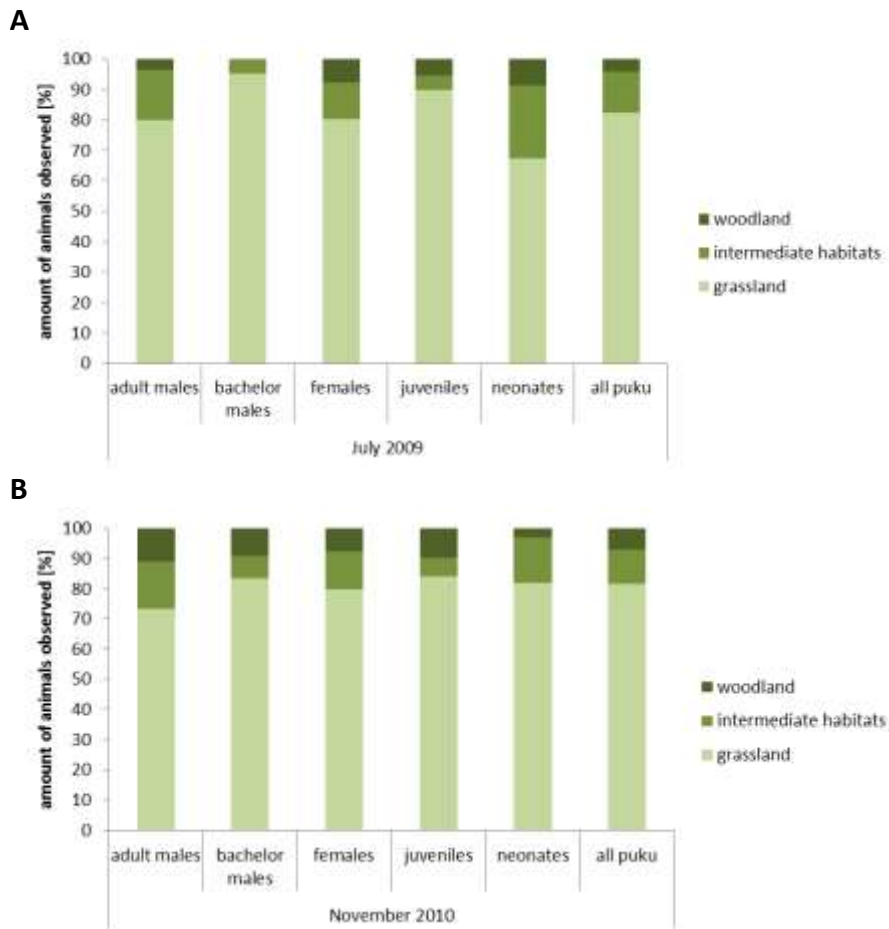 A
amount of animals observed [%]
100
90
80
70
60
50
40
30
20
10
0
adult males
bachelor
males
females
juveniles
neonates
all puku
July 2009
woodland
intermediate habitats
grassland
B
amount of animals observed [%]
100
90
80
70
60
50
40
30
20
10
0
adult males
bachelor
males
females
juveniles
neonates
all puku
November 2010
woodland
intermediate habitats
grassland